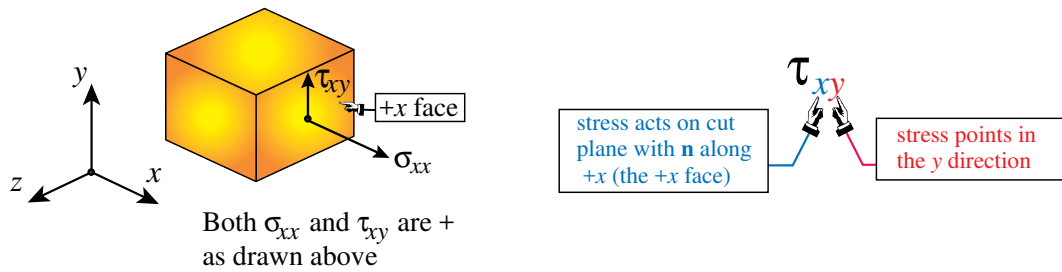 y
z
x
τxy
+x face
σxx
Both σxx and τxy are +
as drawn above
τxy
stress acts on cut
plane with n along
+x (the +x face)
stress points in
the y direction